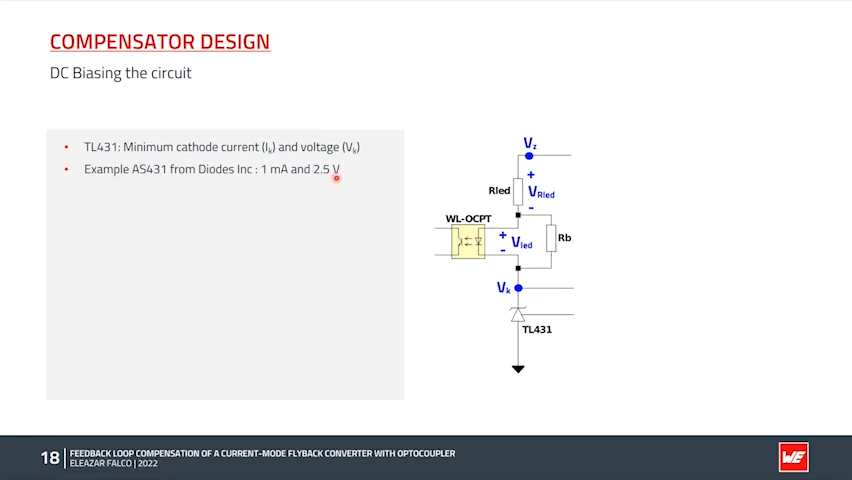 COMPENSATOR DESIGN
DC Biasing the circuit
• TL431: Minimum cathode current (Ik) and voltage (Vk)
• Example AS431 from Diodes Inc : 1 mA and 2.5 V
Vz
+
Rled
VRled
-
WL-OCPT
+
Vled
-
Rb
Vk
TL431
18
FEEDBACK LOOP COMPENSATION OF A CURRENT-MODE FLYBACK CONVERTER WITH OPTOCOUPLER
ELEAZAR FALCO | 2022
WE